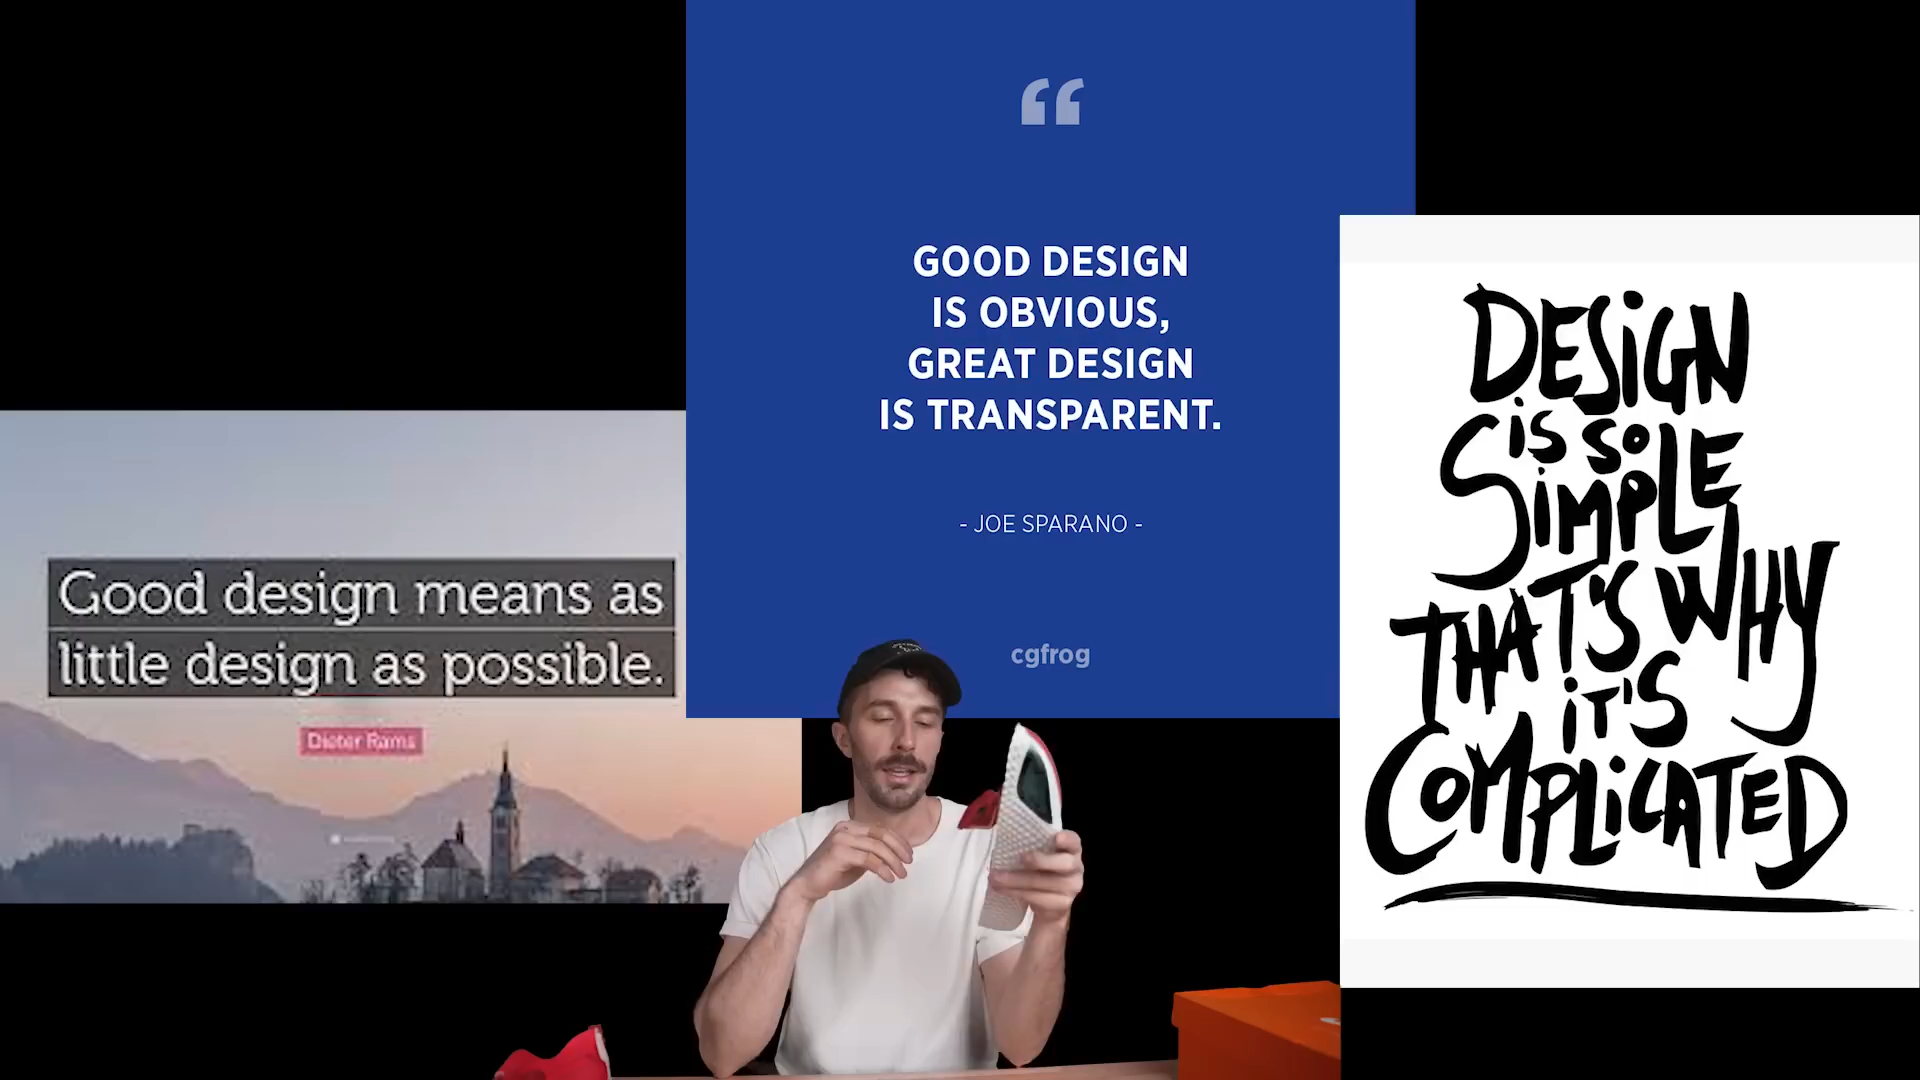 Good design means as
little design as possible.
Dieter Rams
“
GOOD DESIGN
IS OBVIOUS,
GREAT DESIGN
IS TRANSPARENT.
- JOE SPARANO -
cgfrog
DESiGN
iS SO
SiMPLE
THAT'S WHY
iT'S
COMPLiCATED